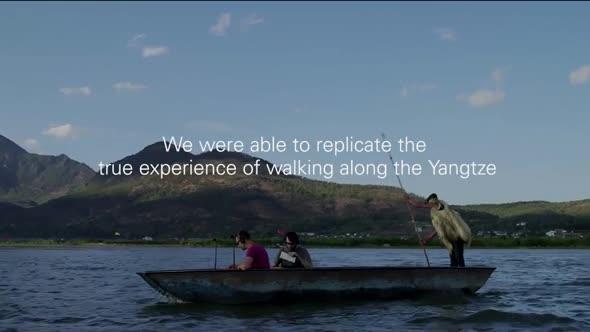 We were able to replicate the
true experience of walking along the Yangtze